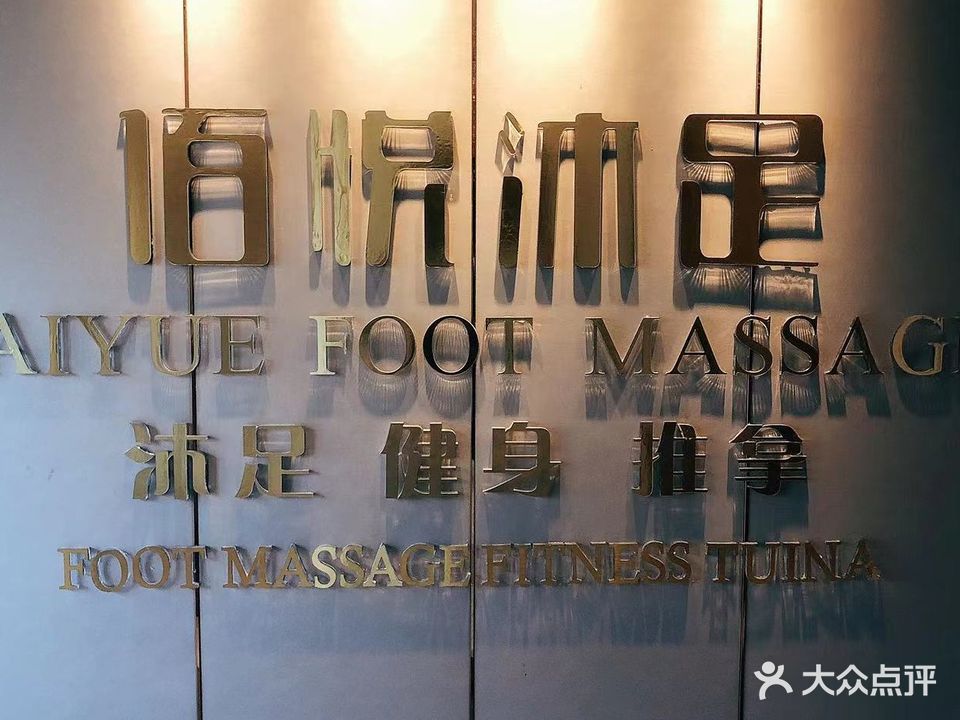 佰悦沐足
AIYUE FOOT MASSAG
沐足 健身 推拿
FOOT MASSAGE FITNESS TUINA
大众点评